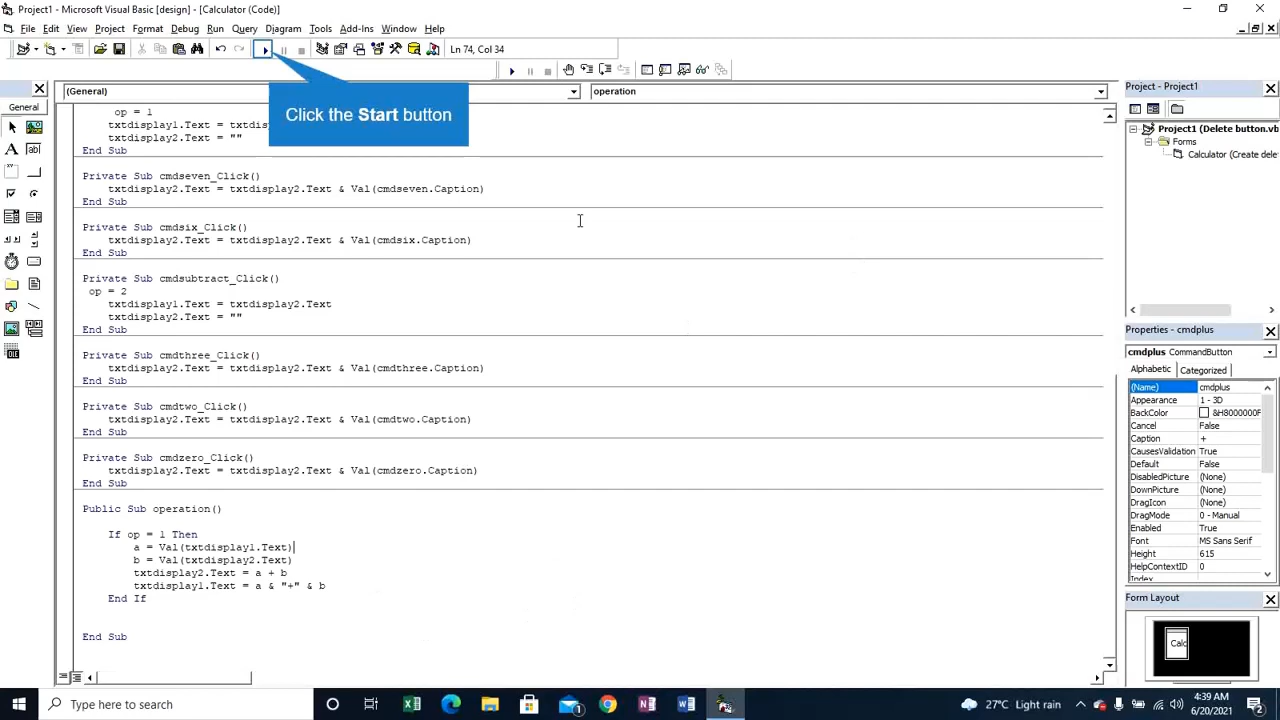 Project1 - Microsoft Visual Basic [design] - [Calculator (Code)]
File Edit View Project Format Debug Run Query Diagram Tools Add-Ins Window Help
Ln 74, Col 34
Click the Start button
General
(General)
operation
op = 1
txtdisplay1.Text = txtdisp
txtdisplay2.Text = ""
End Sub
Private Sub cmdseven_Click()
txtdisplay2.Text = txtdisplay2.Text & Val(cmdseven.Caption)
End Sub
Private Sub cmdsix_Click()
txtdisplay2.Text = txtdisplay2.Text & Val(cmdsix.Caption)
End Sub
Private Sub cmdsubtract_Click()
op = 2
txtdisplay1.Text = txtdisplay2.Text
txtdisplay2.Text = ""
End Sub
Private Sub cmdthree_Click()
txtdisplay2.Text = txtdisplay2.Text & Val(cmdthree.Caption)
End Sub
Private Sub cmdtwo_Click()
txtdisplay2.Text = txtdisplay2.Text & Val(cmdtwo.Caption)
End Sub
Private Sub cmdzero_Click()
txtdisplay2.Text = txtdisplay2.Text & Val(cmdzero.Caption)
End Sub
Public Sub operation()
If op = 1 Then
a = Val(txtdisplay1.Text)
b = Val(txtdisplay2.Text)
txtdisplay2.Text = a + b
txtdisplay1.Text = a & "+" & b
End If
End Sub
Project - Project1
Project1 (Delete button.vb
Forms
Calculator (Create dele
Properties - cmdplus
cmdplus CommandButton
Alphabetic Categorized
(Name) cmdplus
Appearance 1 - 3D
BackColor &H8000000F
Cancel False
Caption +
CausesValidation True
Default False
DisabledPicture (None)
DownPicture (None)
DragIcon (None)
DragMode 0 - Manual
Enabled True
Font MS Sans Serif
Height 615
HelpContextID 0
Index
Form Layout
Calc
Type here to search
27°C Light rain
4:39 AM
6/20/2021